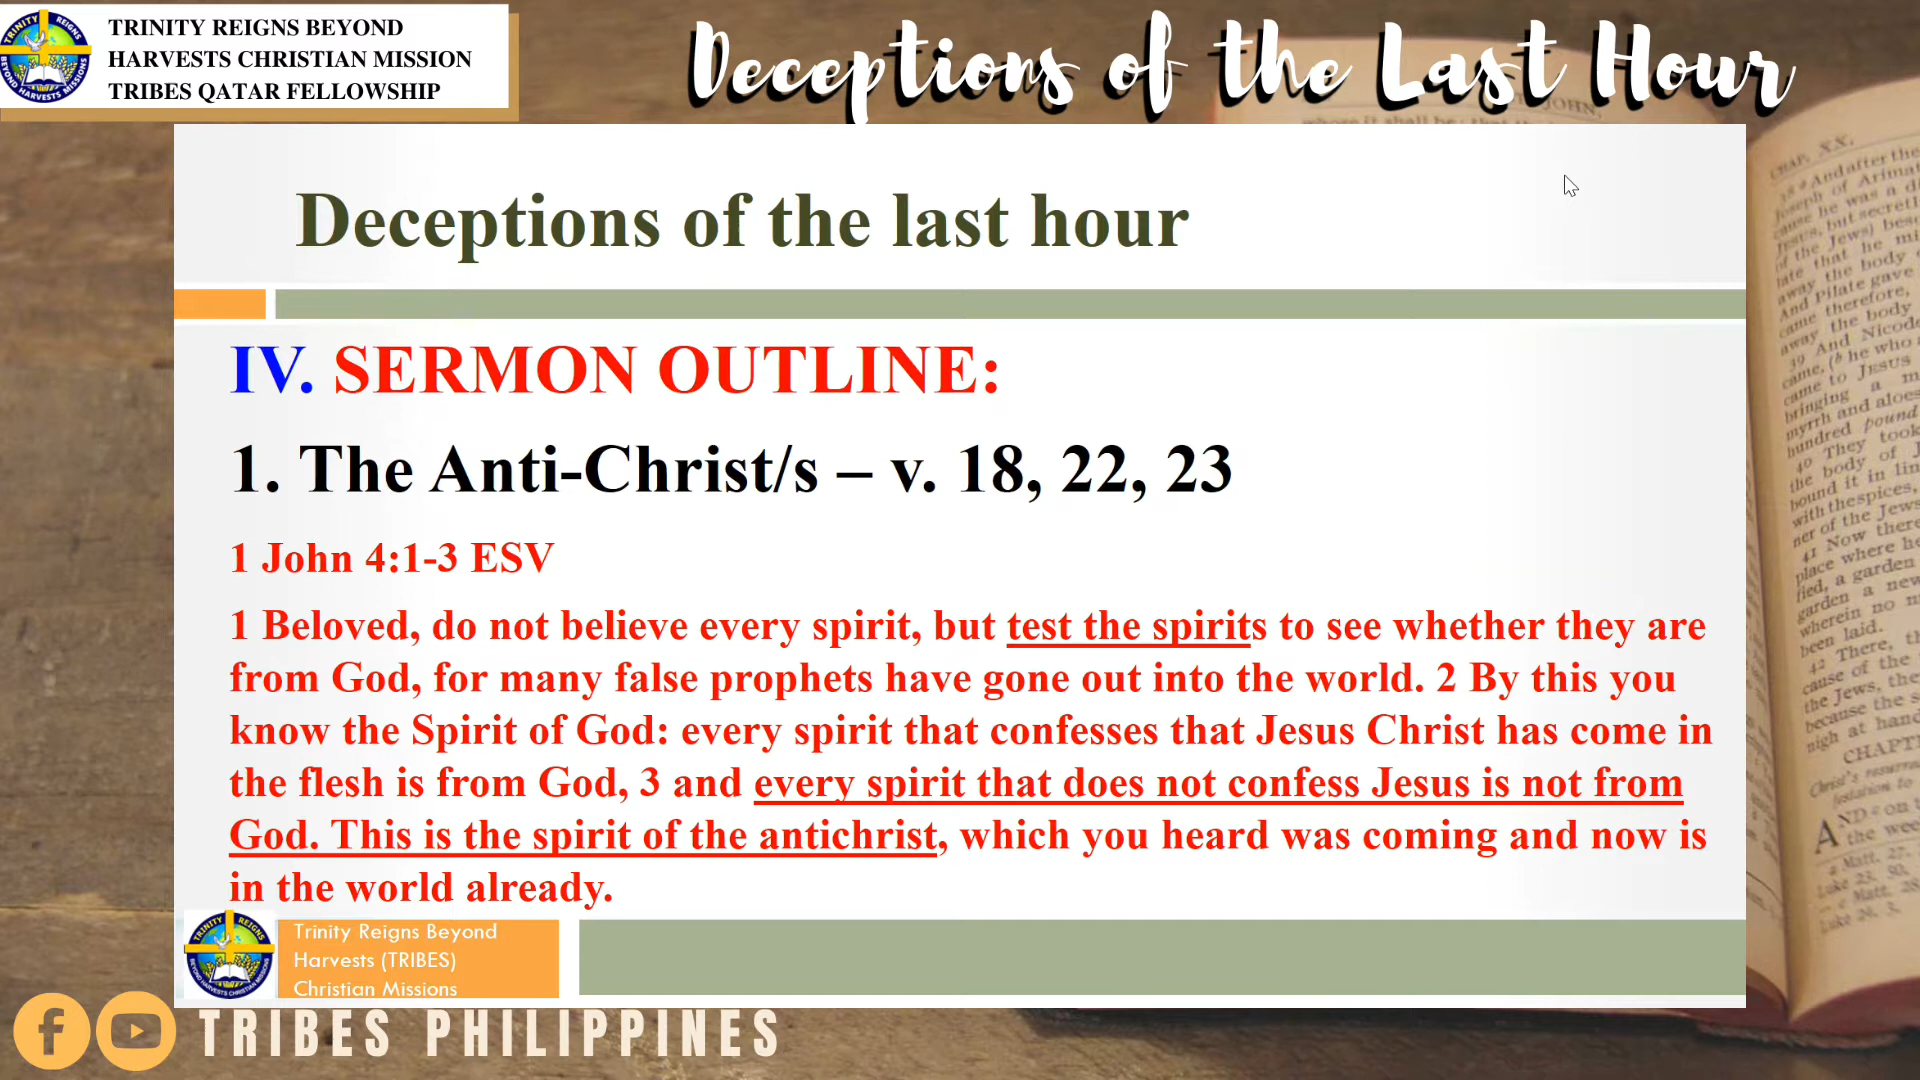 TRINITY REIGNS BEYOND
HARVESTS CHRISTIAN MISSION
TRIBES QATAR FELLOWSHIP
Deceptions of the Last Hour
Deceptions of the last hour
IV. SERMON OUTLINE:
1. The Anti-Christ/s – v. 18, 22, 23
1 John 4:1-3 ESV
1 Beloved, do not believe every spirit, but test the spirits to see whether they are
from God, for many false prophets have gone out into the world. 2 By this you
know the Spirit of God: every spirit that confesses that Jesus Christ has come in
the flesh is from God, 3 and every spirit that does not confess Jesus is not from
God. This is the spirit of the antichrist, which you heard was coming and now is
in the world already.
Trinity Reigns Beyond
Harvests (TRIBES)
Christian Missions
TRIBES PHILIPPINES